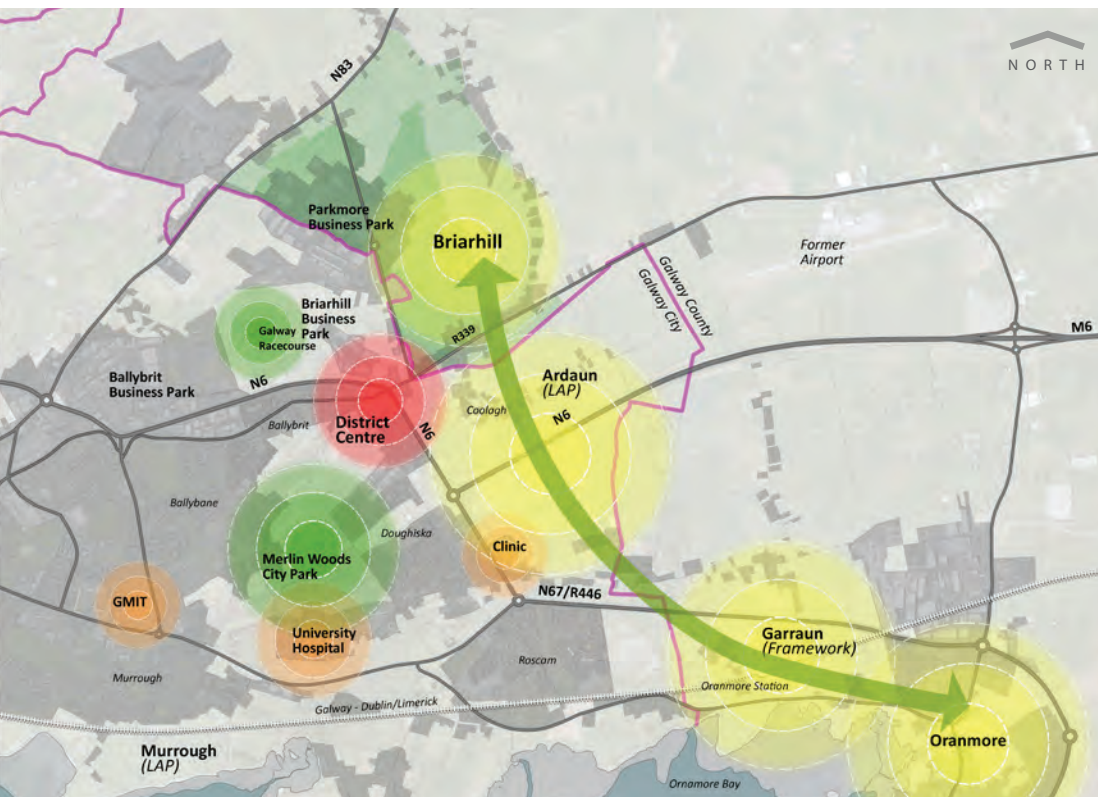 NORTH
N83
Parkmore
Business Park
Briarhill
Former
Airport
Galway County
Galway City
Briarhill
Business
Park
Galway
Racecourse
R339
M6
Ballybrit
Business Park
N6
Ardaun
(LAP)
Coolagh
N6
District
Centre
N6
Ballybrit
Ballybane
Doughiska
Clinic
Merlin Woods
City Park
N67/R446
GMIT
University
Hospital
Garraun
(Framework)
Roscam
Murrough
Oranmore Station
Galway - Dublin/Limerick
Oranmore
Murrough
(LAP)
Ornamore Bay